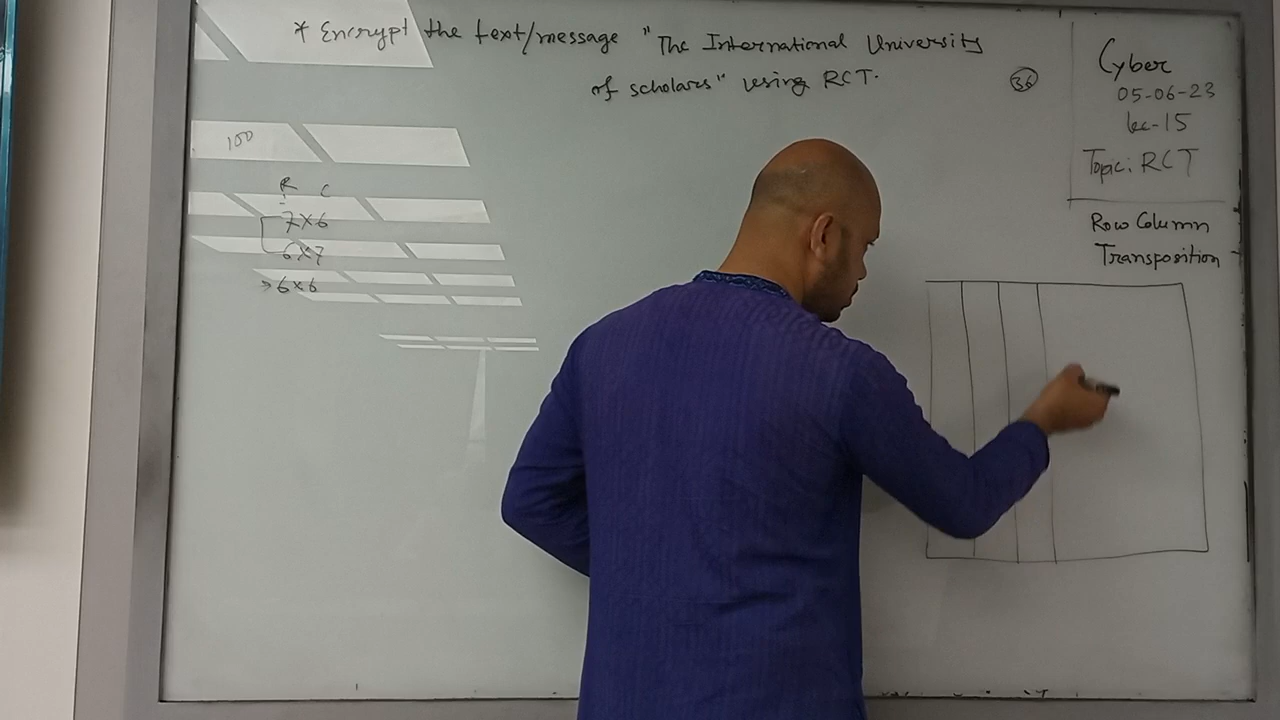 * Encrypt the text/message "The International University
of scholars" using RCT.
36
Cyber
05-06-23
Lec-15
Topic: RCT
Row Column
Transposition
100
R C
7×6
6×7
→ 6×6